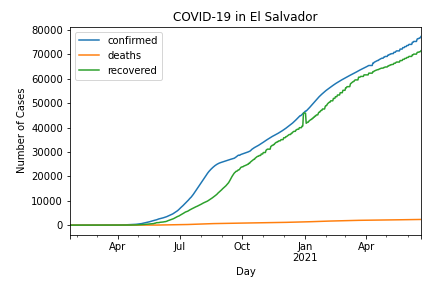 COVID-19 in El Salvador
80000
70000
60000
50000
40000
30000
20000
10000
0
Number of Cases
confirmed
deaths
recovered
Apr
Jul
Oct
Jan
2021
Apr
Day